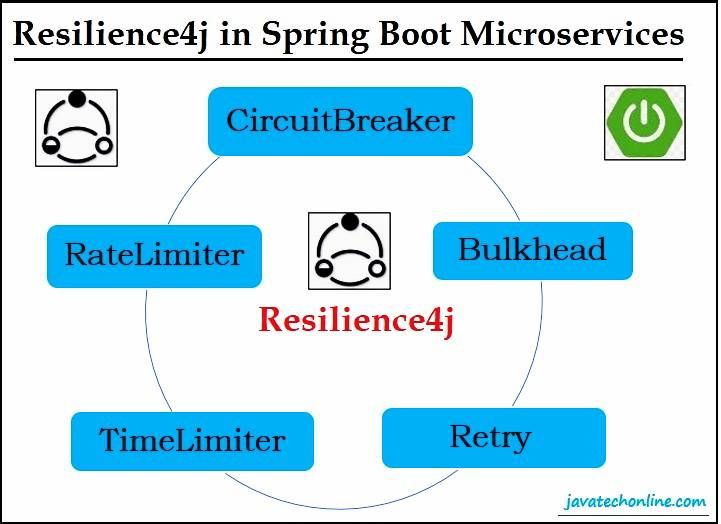 Resilience4j in Spring Boot Microservices
CircuitBreaker
RateLimiter
Bulkhead
Resilience4j
TimeLimiter
Retry
javatechonline.com